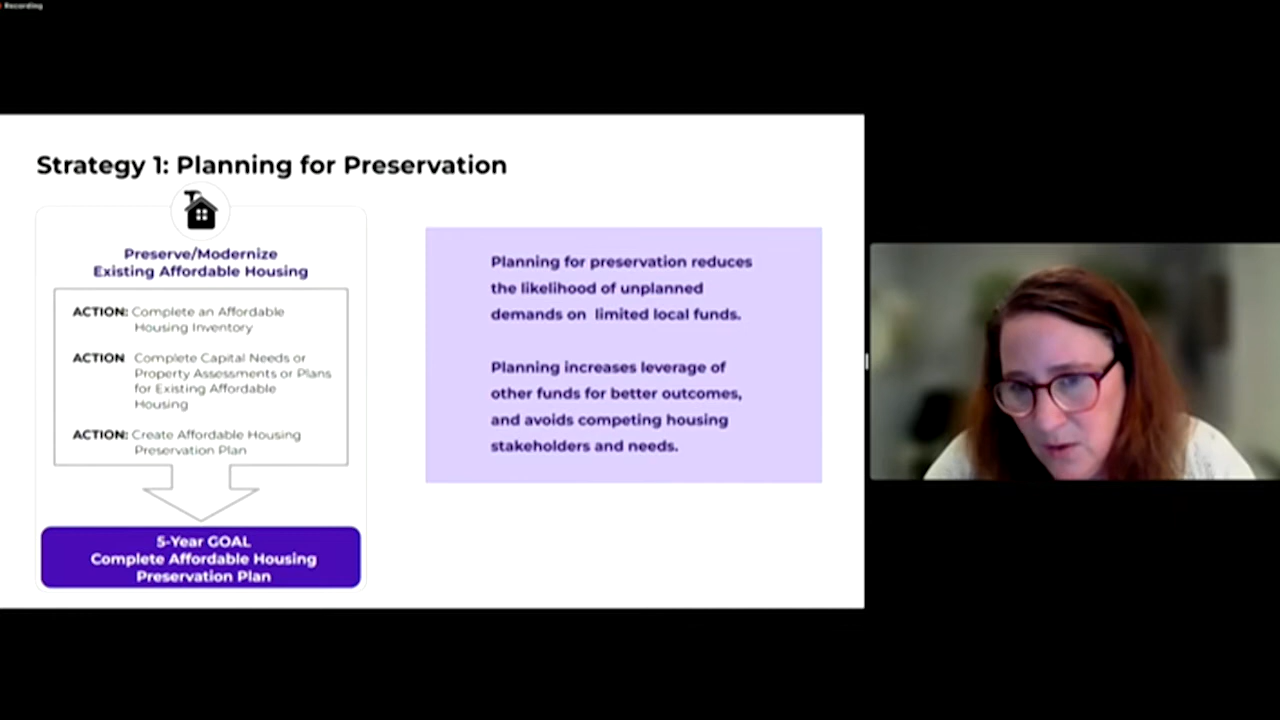 Recording
Strategy 1: Planning for Preservation
Preserve/Modernize
Existing Affordable Housing
ACTION: Complete an Affordable
Housing Inventory
ACTION Complete Capital Needs or
Property Assessments or Plans
for Existing Affordable
Housing
ACTION: Create Affordable Housing
Preservation Plan
5-Year GOAL
Complete Affordable Housing
Preservation Plan
Planning for preservation reduces
the likelihood of unplanned
demands on limited local funds.
Planning increases leverage of
other funds for better outcomes,
and avoids competing housing
stakeholders and needs.